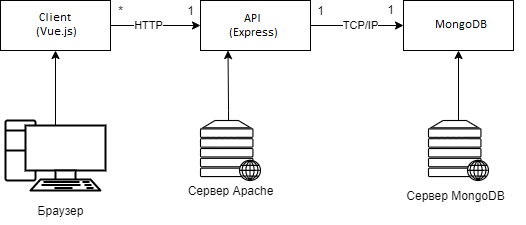 Client
(Vue.js)
*
HTTP
1
API
(Express)
1
TCP/IP
1
MongoDB
Браузер
Сервер Apache
Сервер MongoDB